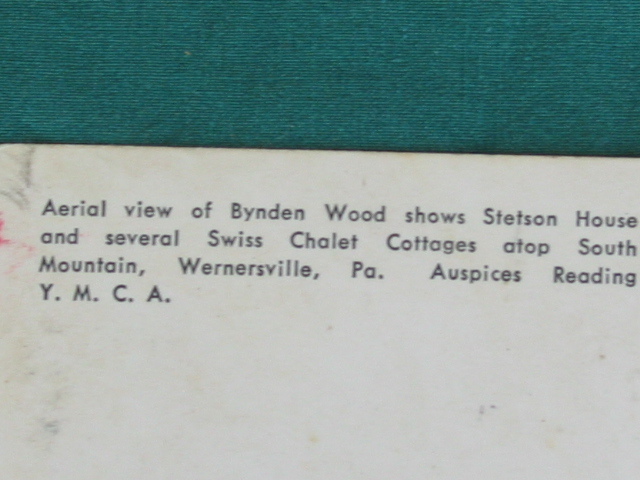 Aerial view of Bynden Wood shows Stetson House
and several Swiss Chalet Cottages atop South
Mountain, Wernersville, Pa. Auspices Reading
Y. M. C. A.